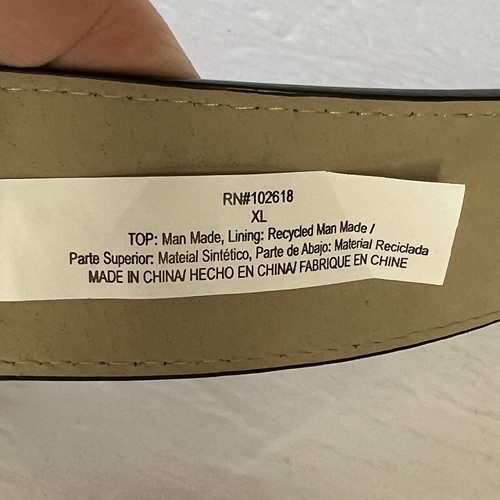 RN#102618
XL
TOP: Man Made, Lining: Recycled Man Made /
Parte Superior: Mateial Sintético, Parte de Abajo: Material Reciclada
MADE IN CHINA/ HECHO EN CHINA/ FABRIQUE EN CHINE